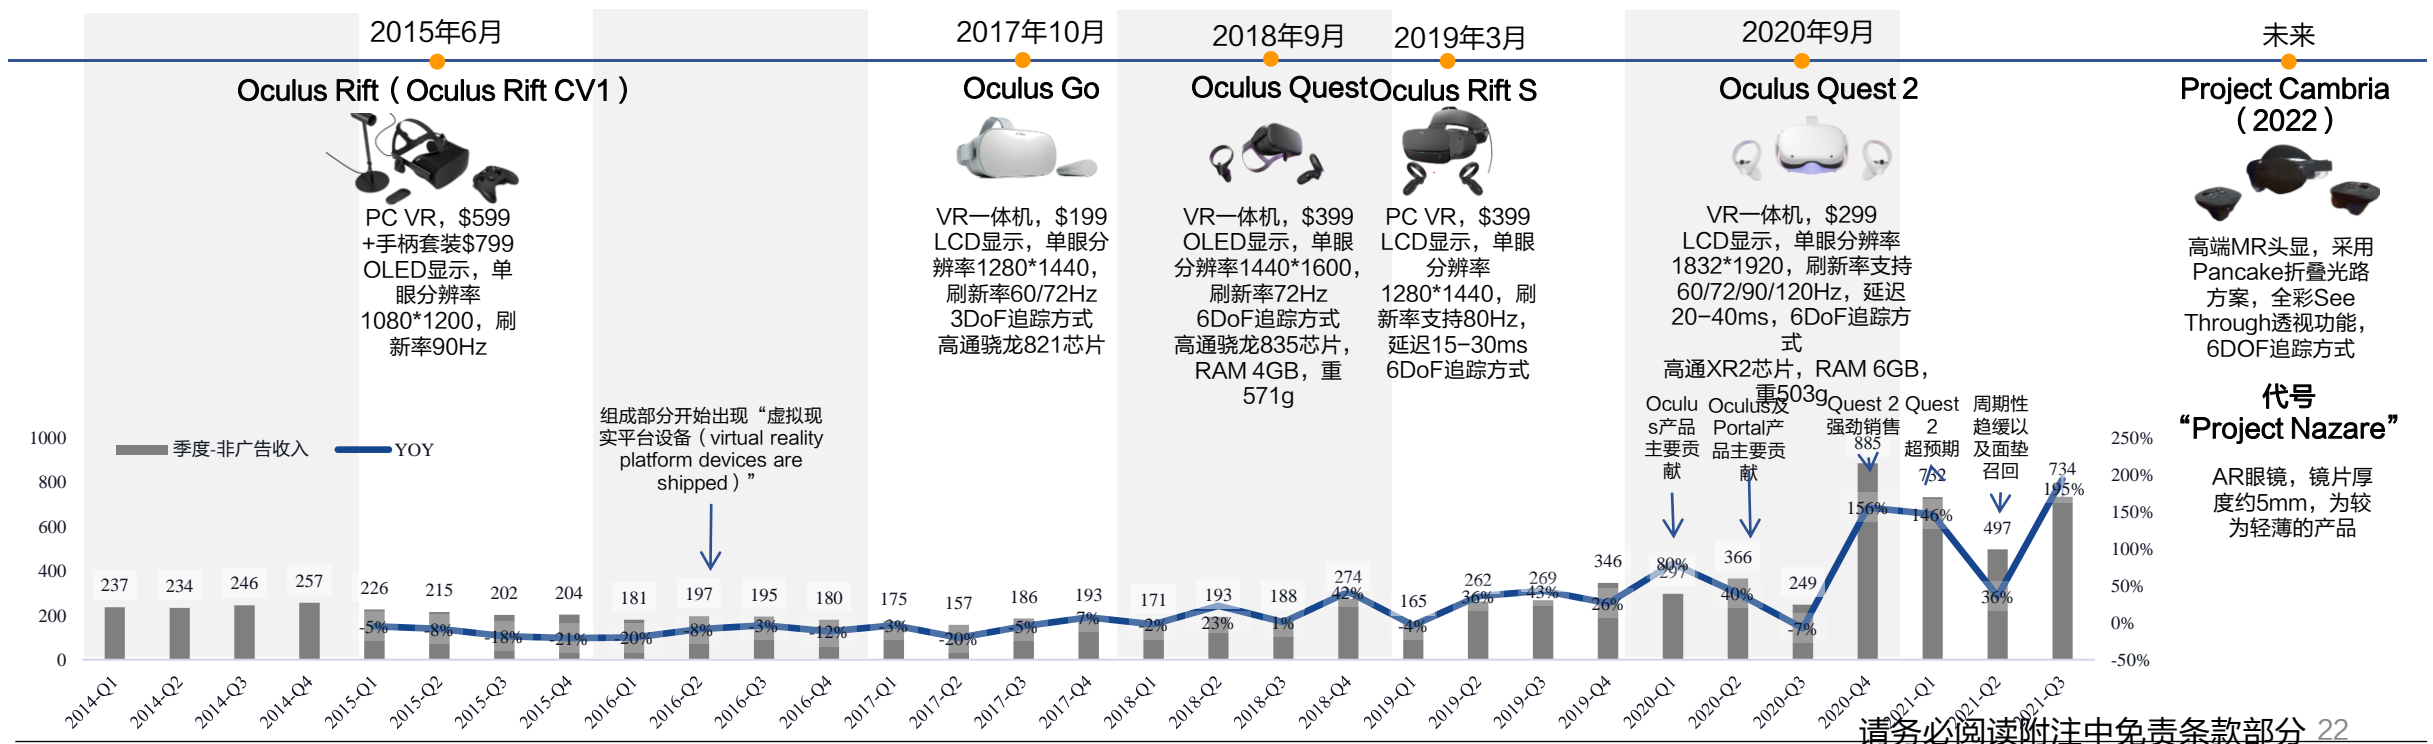 2015年6月
2017年10月
2018年9月
2019年3月
2020年9月
未来
Oculus Rift（Oculus Rift CV1）
Oculus Go
Oculus Quest
Oculus Rift S
Oculus Quest 2
Project Cambria
（2022）
PC VR，$599
+手柄套装$799
OLED显示，单
眼分辨率
1080*1200，刷
新率90Hz
VR一体机，$199
LCD显示，单眼分
辨率1280*1440，
刷新率60/72Hz
3DoF追踪方式
高通骁龙821芯片
VR一体机，$399
OLED显示，单眼
分辨率1440*1600，
刷新率72Hz
6DoF追踪方式
高通骁龙835芯片，
RAM 4GB，重
571g
PC VR，$399
LCD显示，单眼
分辨率
1280*1440，刷
新率支持80Hz，
延迟15-30ms
6DoF追踪方式
VR一体机，$299
LCD显示，单眼分辨率
1832*1920，刷新率支持
60/72/90/120Hz，延迟
20-40ms，6DoF追踪方
式
高通XR2芯片，RAM 6GB，
重503g
高端MR头显，采用
Pancake折叠光路
方案，全彩See
Through透视功能，
6DOF追踪方式
代号
“Project Nazare”
AR眼镜，镜片厚
度约5mm，为较
为轻薄的产品
组成部分开始出现“虚拟现
实平台设备（virtual reality
platform devices are
shipped）”
Oculu
s产品
主要贡
献
Oculus及
Portal产
品主要贡
献
Quest 2
强劲销售
Quest
2
超预期
周期性
趋缓以
及面垫
召回
季度-非广告收入
YOY
1000
800
600
400
200
0
250%
200%
150%
100%
50%
0%
-50%
237
234
246
257
226
215
202
204
181
197
195
180
175
157
186
193
171
193
188
274
165
262
269
346
297
366
249
885
732
497
734
-5%
-8%
-18%
-21%
-20%
-8%
-3%
-12%
-3%
-20%
-5%
7%
-2%
23%
1%
42%
-4%
36%
43%
26%
80%
40%
-7%
156%
146%
36%
195%
2014-Q1
2014-Q2
2014-Q3
2014-Q4
2015-Q1
2015-Q2
2015-Q3
2015-Q4
2016-Q1
2016-Q2
2016-Q3
2016-Q4
2017-Q1
2017-Q2
2017-Q3
2017-Q4
2018-Q1
2018-Q2
2018-Q3
2018-Q4
2019-Q1
2019-Q2
2019-Q3
2019-Q4
2020-Q1
2020-Q2
2020-Q3
2020-Q4
2021-Q1
2021-Q2
2021-Q3
请务必阅读附注中免责条款部分 22